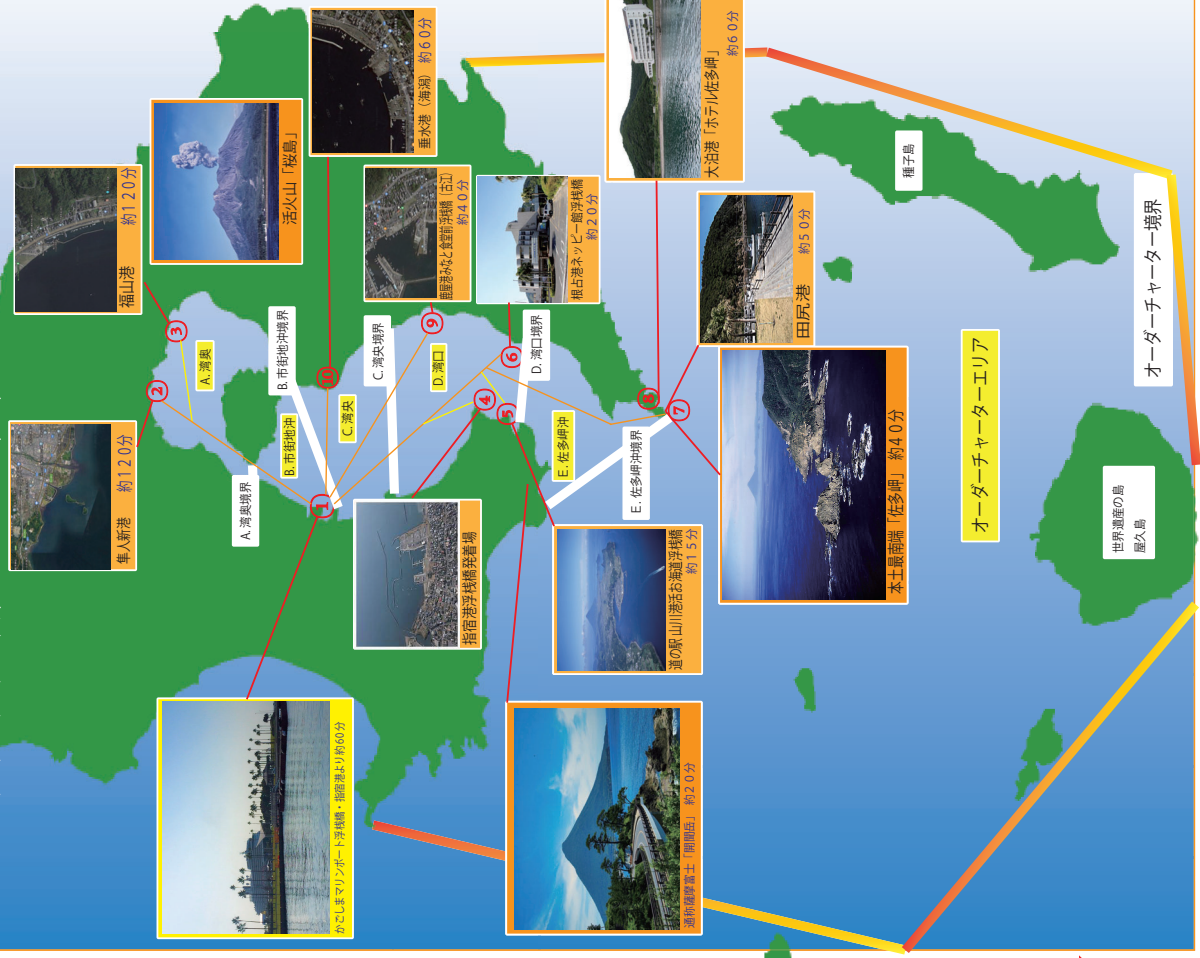 福山港 約120分
活火山「桜島」
垂水港（海潟） 約60分
大泊港「ホテル佐多岬」
約60分
隼人新港 約120分
②
③
A. 湾奥
A. 湾奥境界
B. 市街地沖境界
B. 市街地沖
C. 湾央
C. 湾央境界
①
⑩
鹿屋港みなと食堂前浮桟橋（古江）
約40分
⑨
根占港ネッピー館浮桟橋
約20分
⑥
D. 湾口
D. 湾口境界
④
⑤
指宿港浮桟橋発着場
E. 佐多岬沖
E. 佐多岬沖境界
⑧
⑦
田尻港 約50分
道の駅 山川港活お海道浮桟橋
約15分
本土最南端「佐多岬」 約40分
かごしまマリンポート浮桟橋・指宿港より約60分
通称薩摩富士「開聞岳」 約20分
種子島
オーダーチャーター境界
オーダーチャーターエリア
世界遺産の島
屋久島